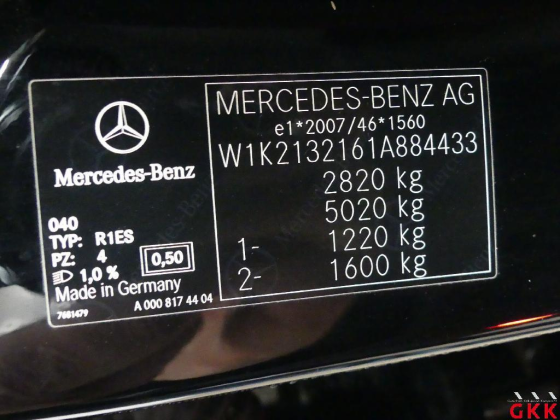 Mercedes-Benz
040
TYP: R1ES
PZ: 4
1,0 %
0,50
Made in Germany
7681479
A 000 817 44 04
MERCEDES-BENZ AG
e1*2007/46*1560
W1K2132161A884433
2820 kg
5020 kg
1- 1220 kg
2- 1600 kg
GKK